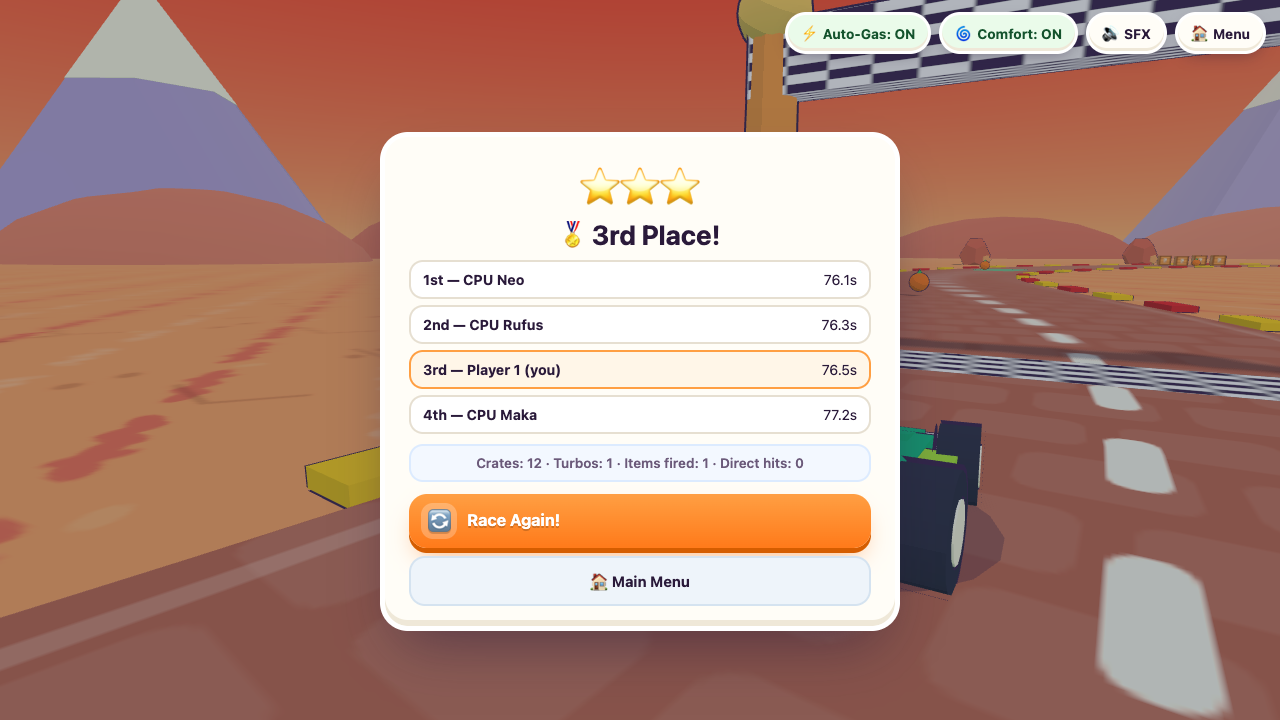 Auto-Gas: ON
Comfort: ON
SFX
Menu
3rd Place!
1st — CPU Neo 76.1s
2nd — CPU Rufus 76.3s
3rd — Player 1 (you) 76.5s
4th — CPU Maka 77.2s
Crates: 12 · Turbos: 1 · Items fired: 1 · Direct hits: 0
Race Again!
Main Menu